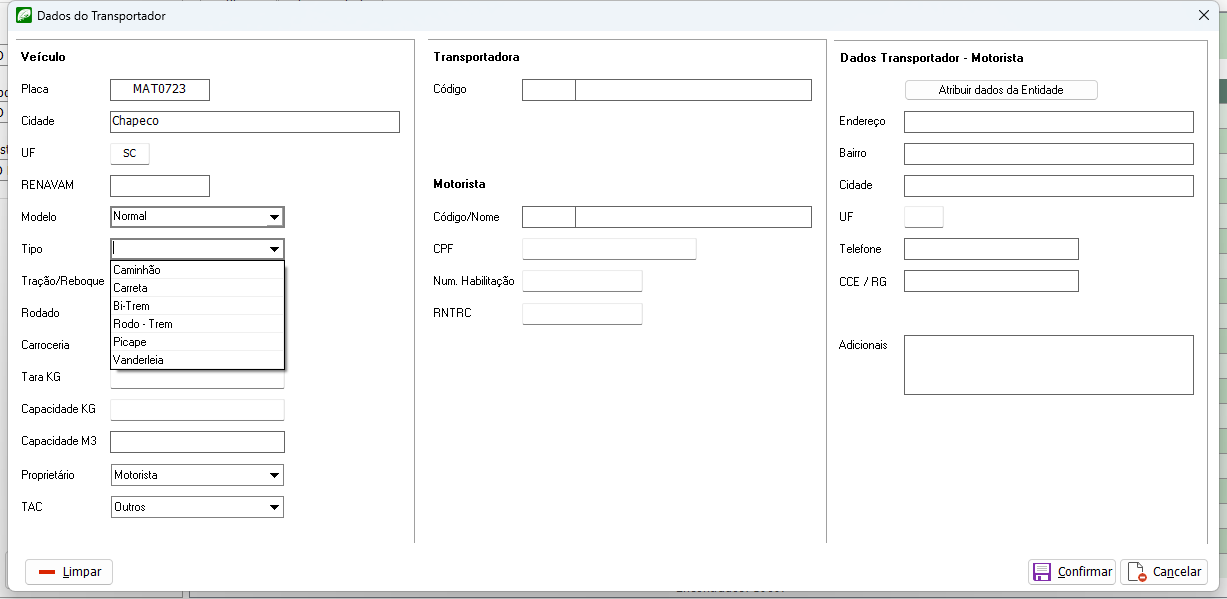 Dados do Transportador
Veículo
Placa
MAT0723
Cidade
Chapeco
UF
SC
RENAVAM
Modelo
Normal
Tipo
Caminhão
Carreta
Bi-Trem
Rodo - Trem
Picape
Vanderleia
Tração/Reboque
Rodado
Carroceria
Tara KG
Capacidade KG
Capacidade M3
Proprietário
Motorista
TAC
Outros
Transportadora
Código
Motorista
Código/Nome
CPF
Num. Habilitação
RNTRC
Dados Transportador - Motorista
Atribuir dados da Entidade
Endereço
Bairro
Cidade
UF
Telefone
CCE / RG
Adicionais
Limpar
Confirmar
Cancelar